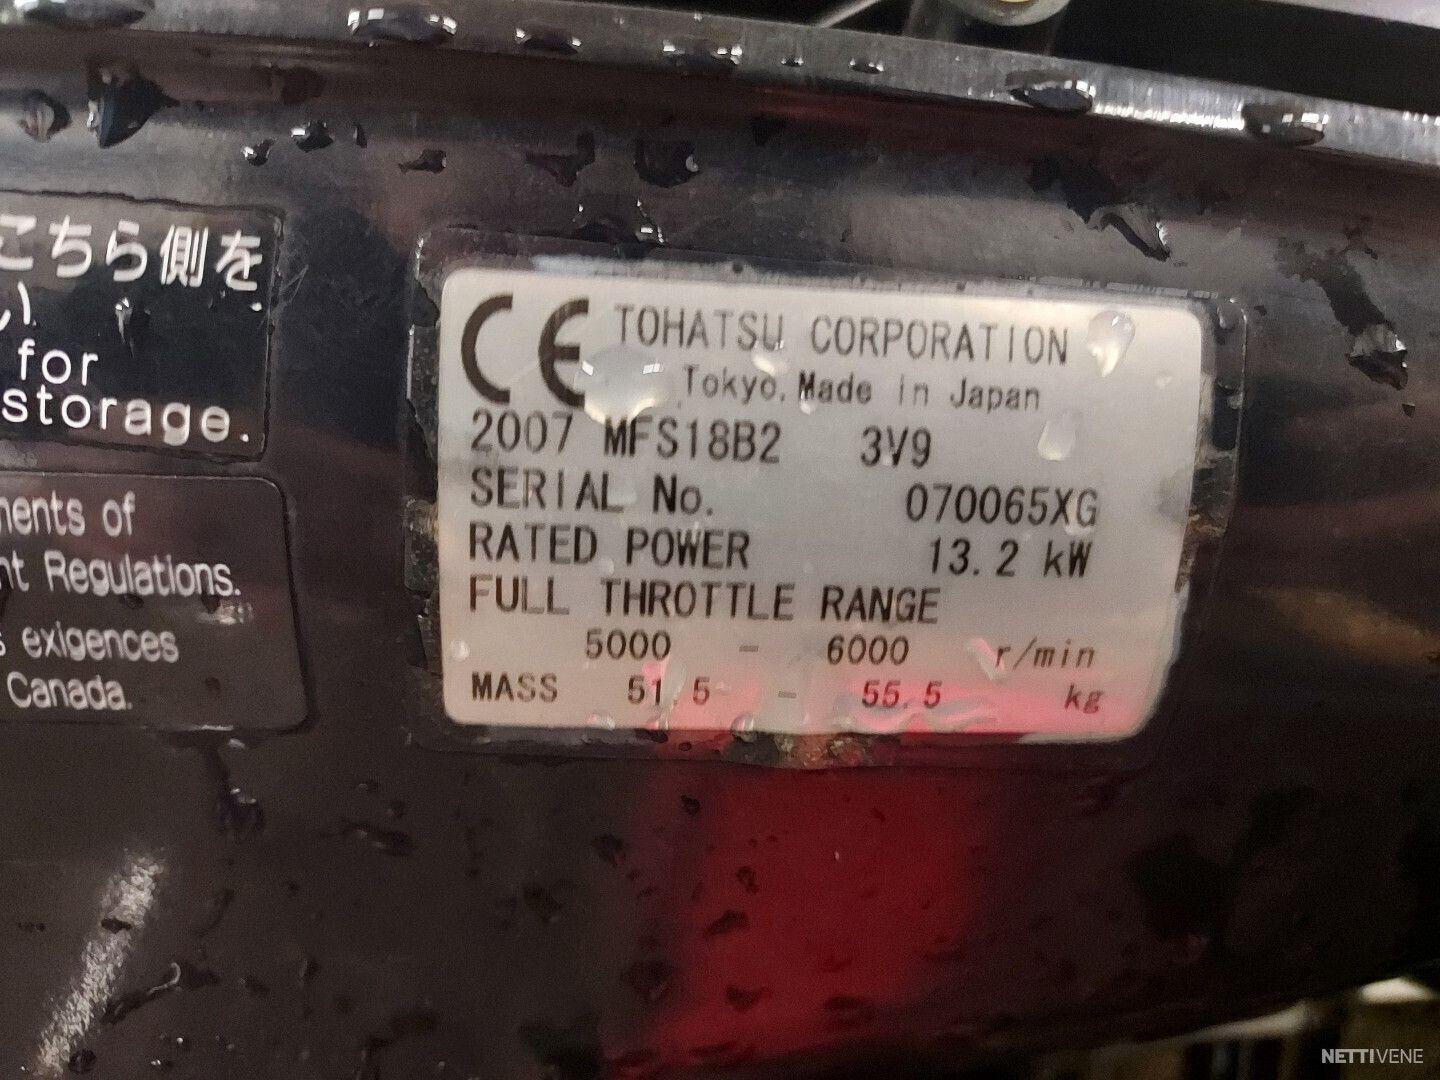 こちら側を
い
for
storage.
ments of
nt Regulations.
s exigences
Canada.
CE TOHATSU CORPORATION
Tokyo. Made in Japan
2007 MFS18B2 3V9
SERIAL No. 070065XG
RATED POWER 13.2 kW
FULL THROTTLE RANGE
5000 - 6000 r/min
MASS 51.5 - 55.5 kg
NETTIVENE